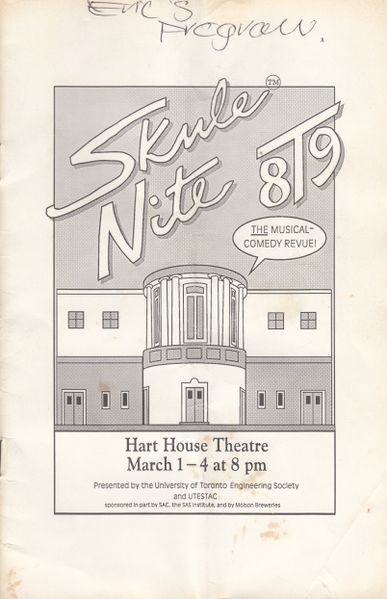 Eric's
Program.
Skule™
Nite 8T9
THE MUSICAL-
COMEDY REVUE!
Hart House Theatre
March 1–4 at 8 pm
Presented by the University of Toronto Engineering Society
and UTESTAC
sponsored in part by SAC, the SAS Institute, and by Molson Breweries